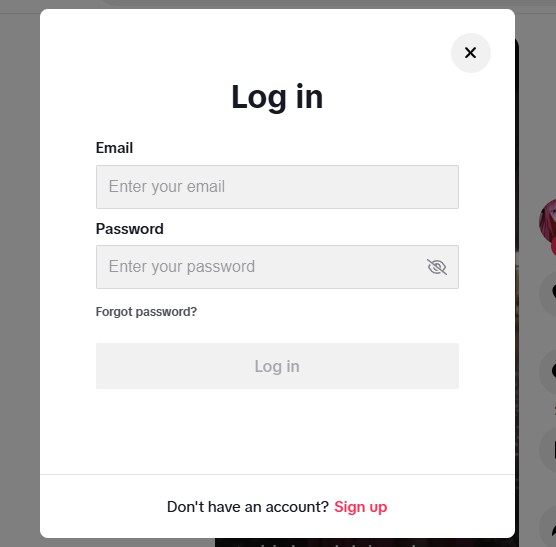 Log in
Email
Enter your email
Password
Enter your password
Forgot password?
Log in
Don't have an account? Sign up